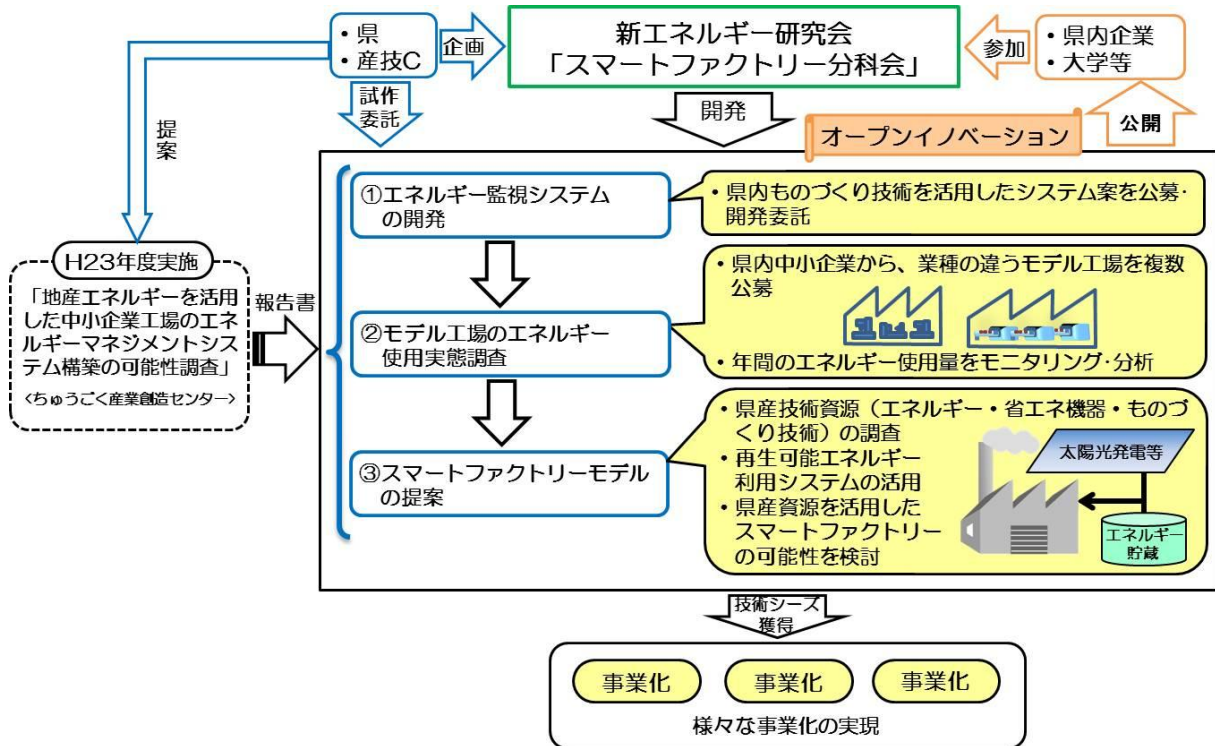 ・県
・産技C
企画
新エネルギー研究会
「スマートファクトリー分科会」
参加
・県内企業
・大学等
提案
試作
委託
開発
オープンイノベーション
公開
①エネルギー監視システム
の開発
・県内ものづくり技術を活用したシステム案を公募・
開発委託
H23年度実施
「地産エネルギーを活用
した中小企業工場のエネ
ルギーマネジメントシス
テム構築の可能性調査」
<ちゅうごく産業創造センター>
報告書
②モデル工場のエネルギー
使用実態調査
・県内中小企業から、業種の違うモデル工場を複数
公募
・年間のエネルギー使用量をモニタリング・分析
③スマートファクトリーモデル
の提案
・県産技術資源（エネルギー・省エネ機器・ものづ
くり技術）の調査
・再生可能エネルギー
利用システムの活用
・県産資源を活用した
スマートファクトリー
の可能性を検討
太陽光発電等
エネルギー
貯蔵
技術シーズ
獲得
事業化
事業化
事業化
様々な事業化の実現